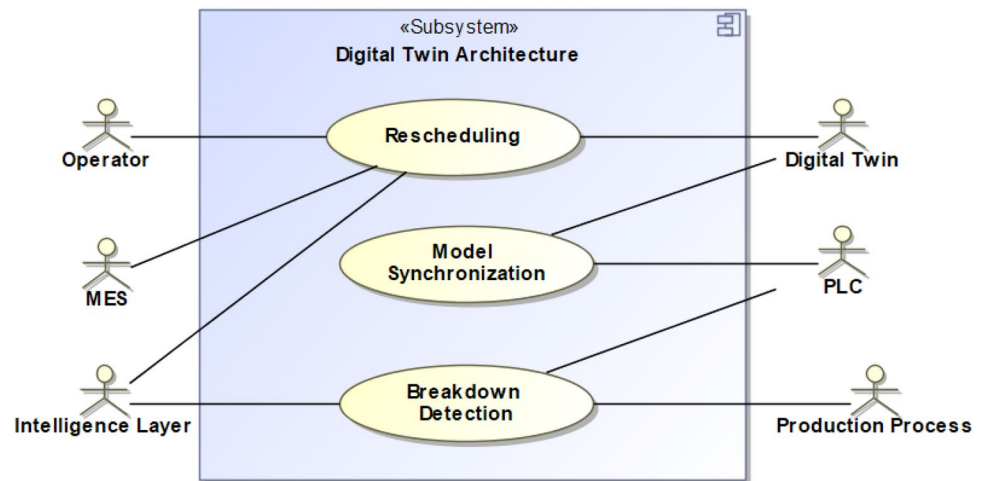 «Subsystem»
Digital Twin Architecture
Rescheduling
Operator
Digital Twin
Model
Synchronization
MES
PLC
Breakdown
Detection
Intelligence Layer
Production Process